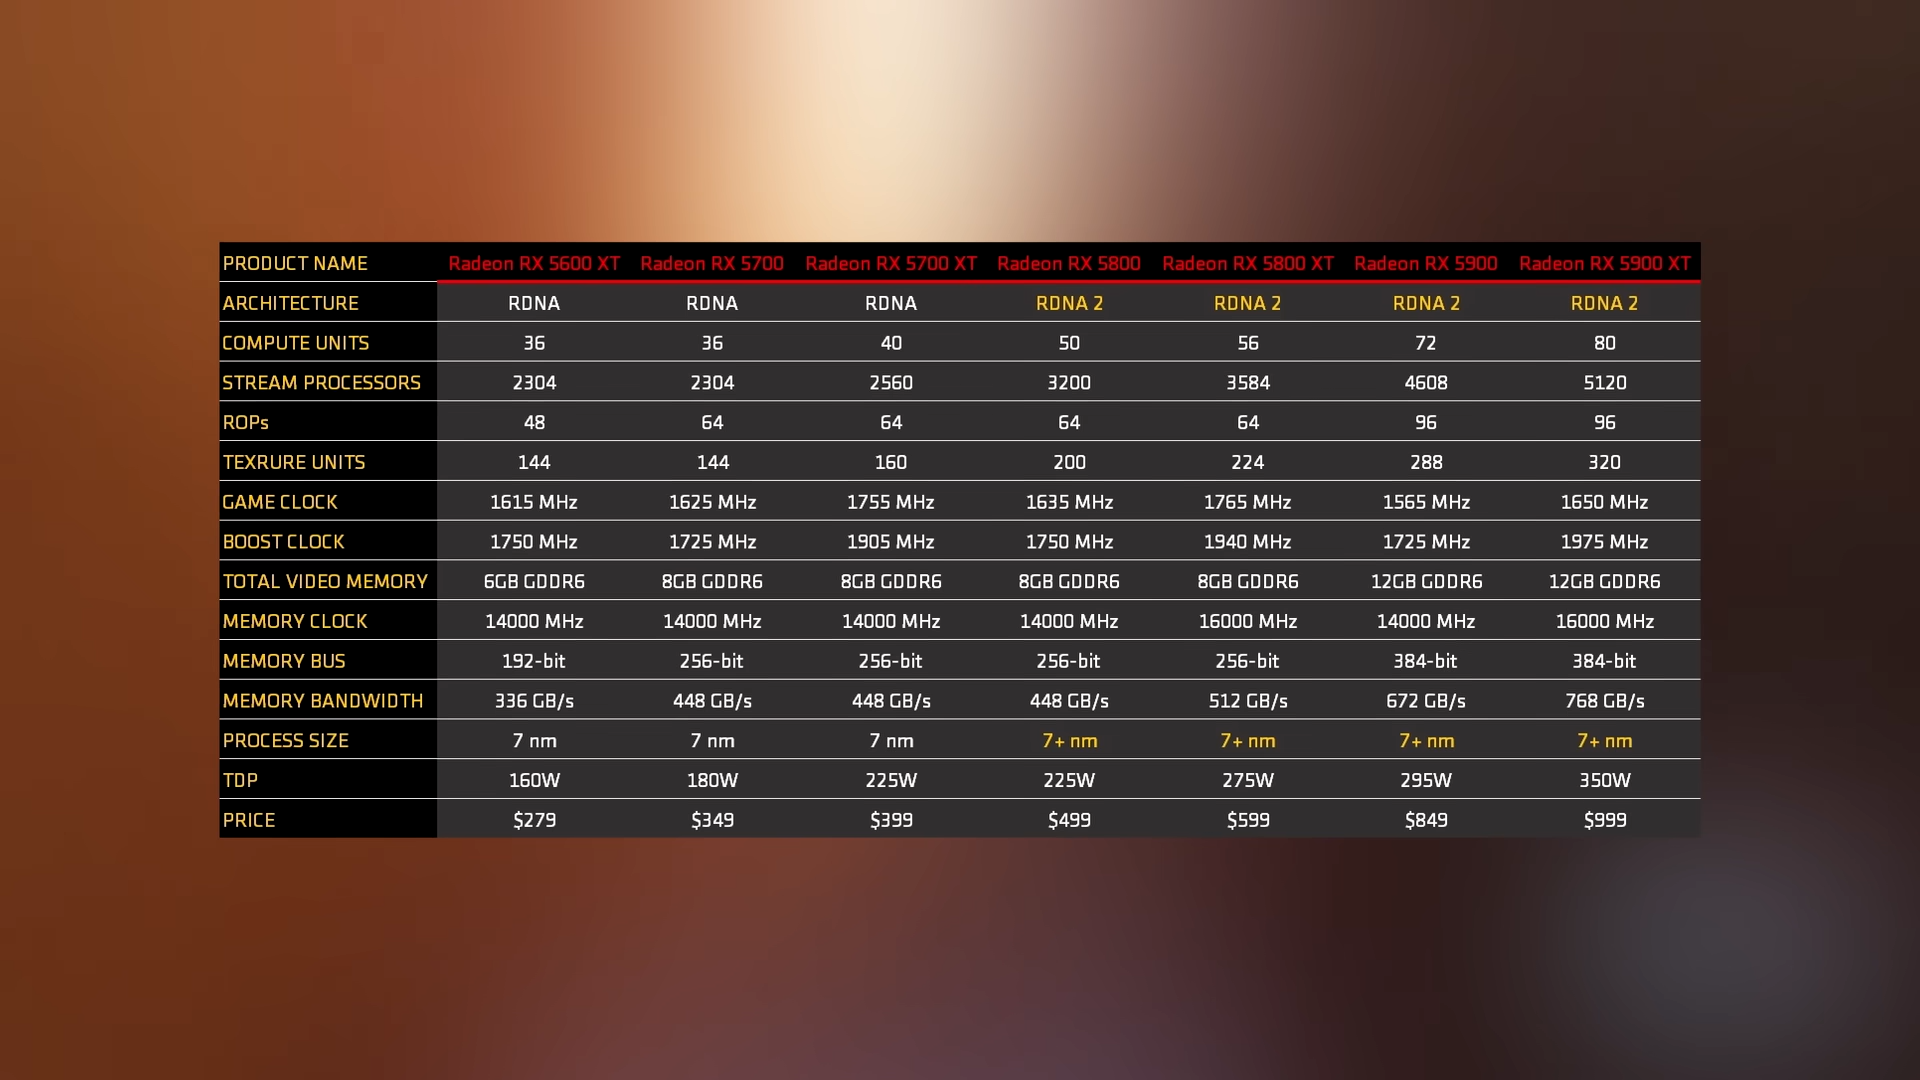 PRODUCT NAME Radeon RX 5600 XT Radeon RX 5700 Radeon RX 5700 XT Radeon RX 5800 Radeon RX 5800 XT Radeon RX 5900 Radeon RX 5900 XT
ARCHITECTURE RDNA RDNA RDNA RDNA 2 RDNA 2 RDNA 2 RDNA 2
COMPUTE UNITS 36 36 40 50 56 72 80
STREAM PROCESSORS 2304 2304 2560 3200 3584 4608 5120
ROPs 48 64 64 64 64 96 96
TEXRURE UNITS 144 144 160 200 224 288 320
GAME CLOCK 1615 MHz 1625 MHz 1755 MHz 1635 MHz 1765 MHz 1565 MHz 1650 MHz
BOOST CLOCK 1750 MHz 1725 MHz 1905 MHz 1750 MHz 1940 MHz 1725 MHz 1975 MHz
TOTAL VIDEO MEMORY 6GB GDDR6 8GB GDDR6 8GB GDDR6 8GB GDDR6 8GB GDDR6 12GB GDDR6 12GB GDDR6
MEMORY CLOCK 14000 MHz 14000 MHz 14000 MHz 14000 MHz 16000 MHz 14000 MHz 16000 MHz
MEMORY BUS 192-bit 256-bit 256-bit 256-bit 256-bit 384-bit 384-bit
MEMORY BANDWIDTH 336 GB/s 448 GB/s 448 GB/s 448 GB/s 512 GB/s 672 GB/s 768 GB/s
PROCESS SIZE 7 nm 7 nm 7 nm 7+ nm 7+ nm 7+ nm 7+ nm
TDP 160W 180W 225W 225W 275W 295W 350W
PRICE $279 $349 $399 $499 $599 $849 $999